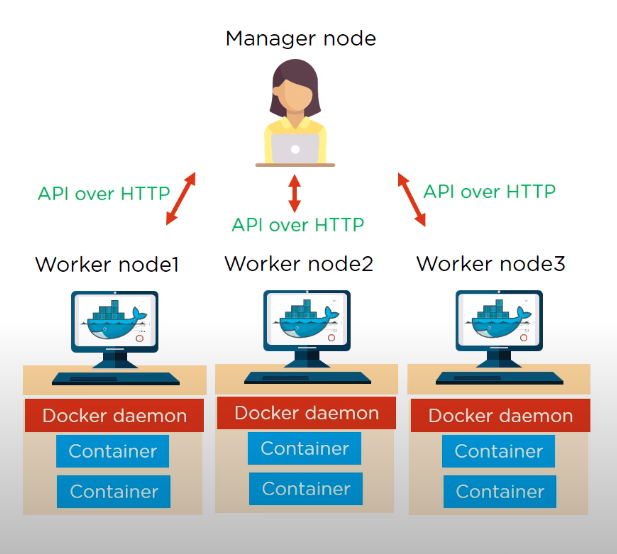 Manager node
API over HTTP
API over HTTP
API over HTTP
Worker node1
Worker node2
Worker node3
Docker daemon
Docker daemon
Docker daemon
Container
Container
Container
Container
Container
Container